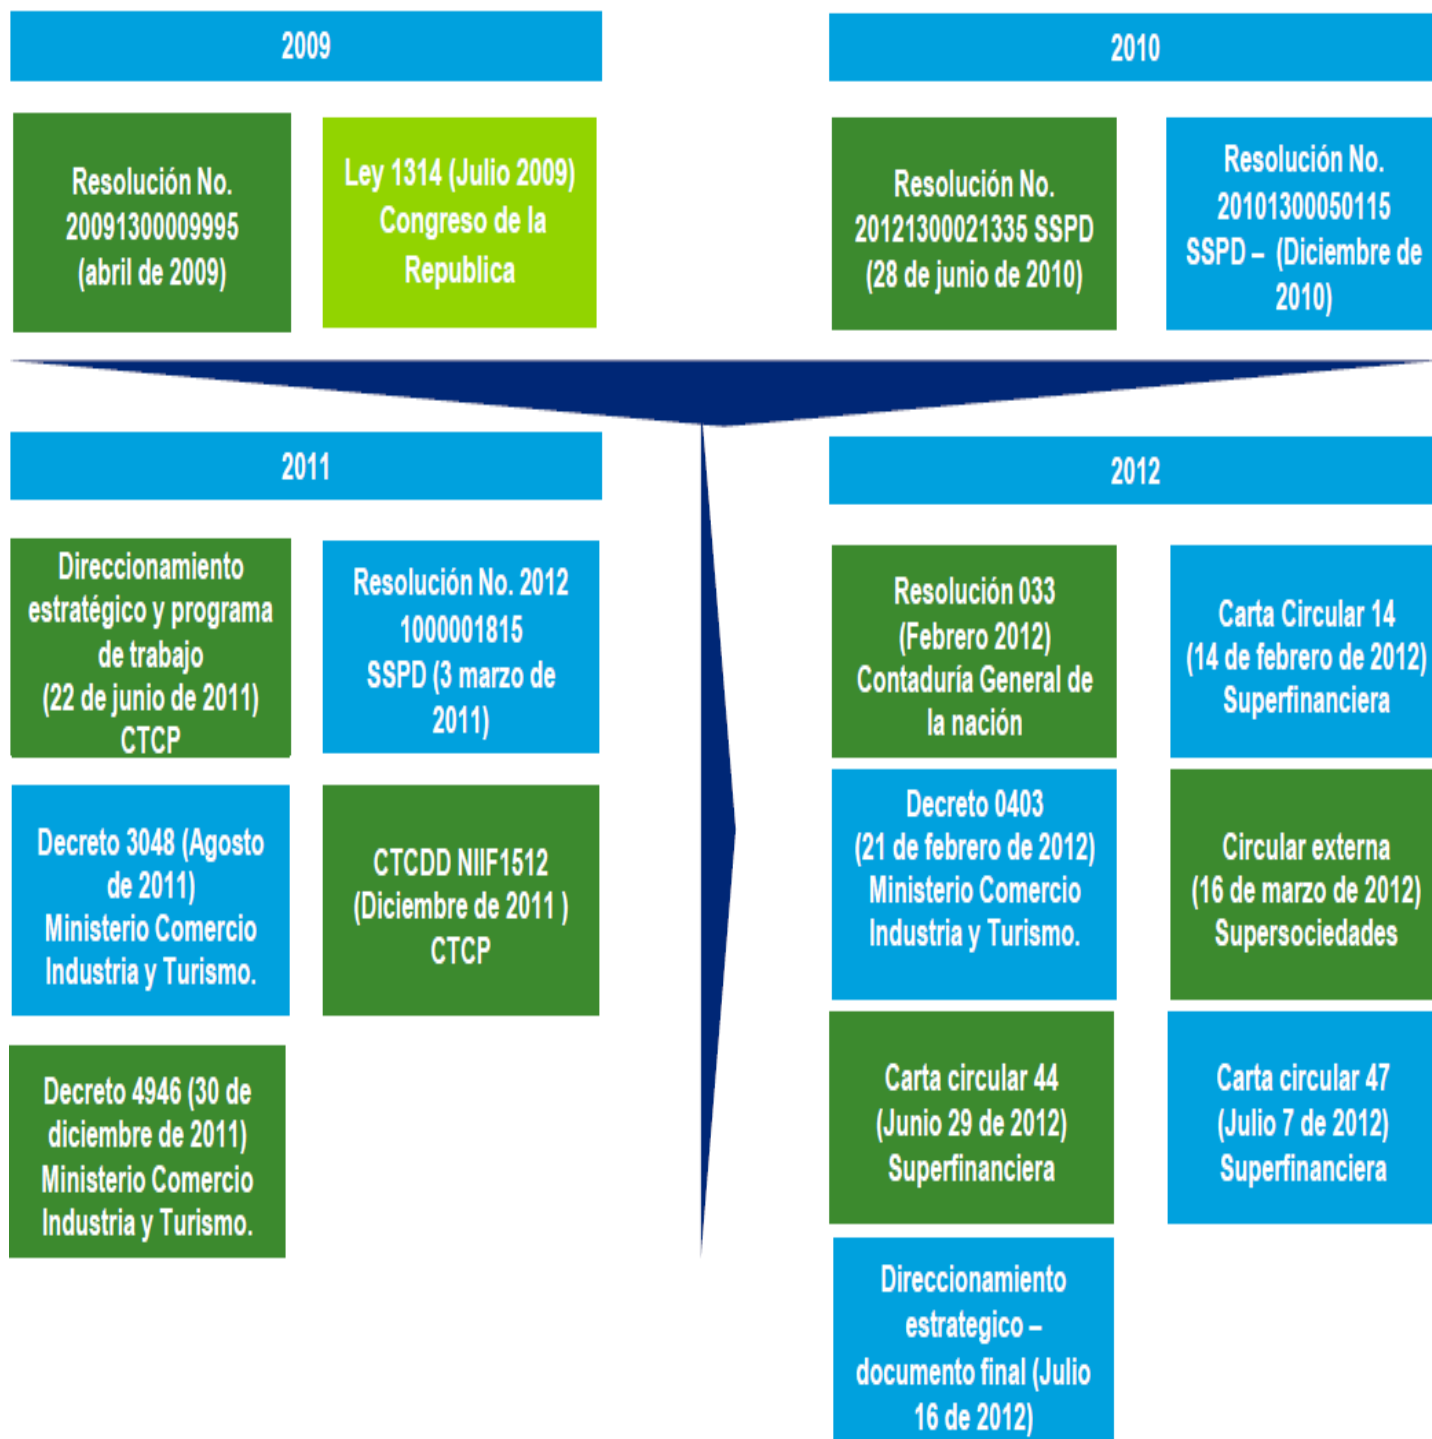 2009
Resolución No.
20091300009995
(abril de 2009)
Ley 1314 (Julio 2009)
Congreso de la
Republica
2010
Resolución No.
20121300021335 SSPD
(28 de junio de 2010)
Resolución No.
20101300050115
SSPD – (Diciembre de
2010)
2011
Direccionamiento
estratégico y programa
de trabajo
(22 de junio de 2011)
CTCP
Resolución No. 2012
1000001815
SSPD (3 marzo de
2011)
Decreto 3048 (Agosto
de 2011)
Ministerio Comercio
Industria y Turismo.
CTCDD NIIF1512
(Diciembre de 2011 )
CTCP
Decreto 4946 (30 de
diciembre de 2011)
Ministerio Comercio
Industria y Turismo.
2012
Resolución 033
(Febrero 2012)
Contaduría General de
la nación
Carta Circular 14
(14 de febrero de 2012)
Superfinanciera
Decreto 0403
(21 de febrero de 2012)
Ministerio Comercio
Industria y Turismo.
Circular externa
(16 de marzo de 2012)
Supersociedades
Carta circular 44
(Junio 29 de 2012)
Superfinanciera
Carta circular 47
(Julio 7 de 2012)
Superfinanciera
Direccionamiento
estrategico –
documento final (Julio
16 de 2012)